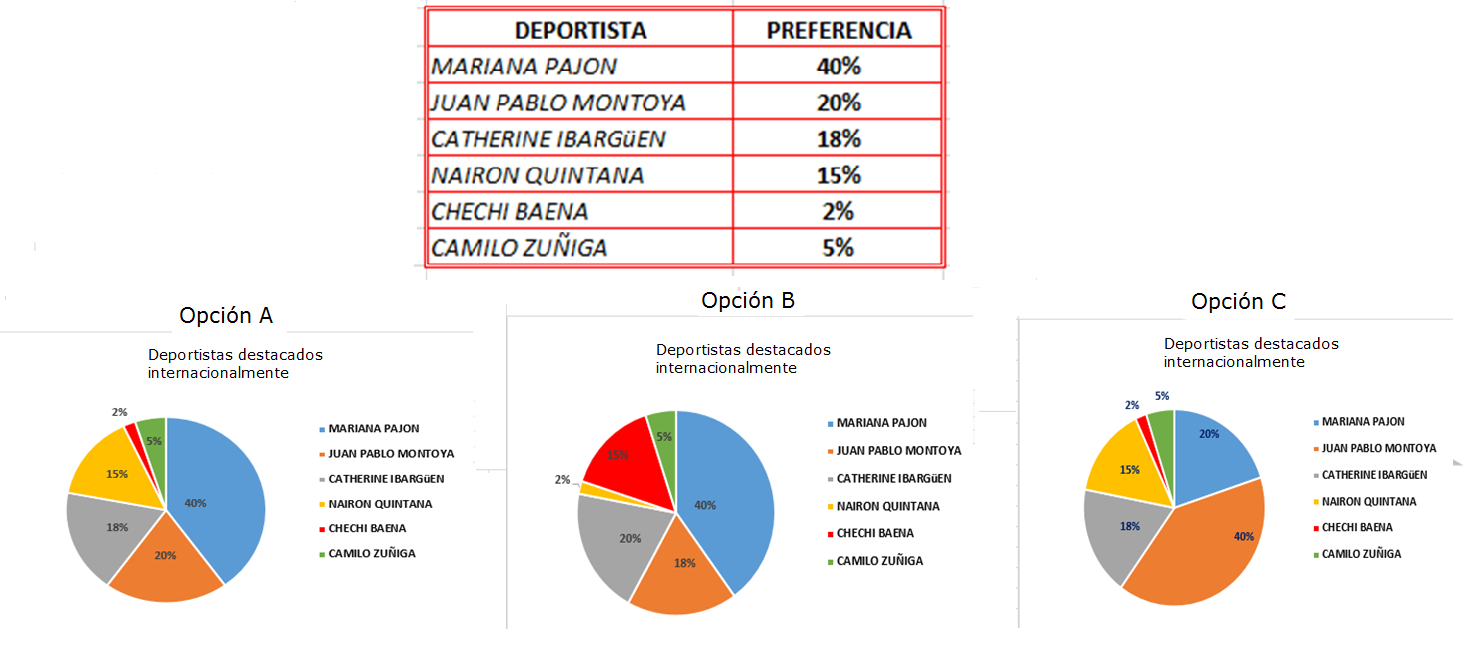 DEPORTISTA PREFERENCIA
MARIANA PAJON 40%
JUAN PABLO MONTOYA 20%
CATHERINE IBARGüEN 18%
NAIRON QUINTANA 15%
CHECHI BAENA 2%
CAMILO ZUÑIGA 5%
Opción A
Deportistas destacados
internacionalmente
2%
5%
15%
40%
18%
20%
MARIANA PAJON
JUAN PABLO MONTOYA
CATHERINE IBARGüEN
NAIRON QUINTANA
CHECHI BAENA
CAMILO ZUÑIGA
Opción B
Deportistas destacados
internacionalmente
5%
15%
2%
40%
20%
18%
MARIANA PAJON
JUAN PABLO MONTOYA
CATHERINE IBARGüEN
NAIRON QUINTANA
CHECHI BAENA
CAMILO ZUÑIGA
Opción C
Deportistas destacados
internacionalmente
5%
2%
20%
15%
18%
40%
MARIANA PAJON
JUAN PABLO MONTOYA
CATHERINE IBARGüEN
NAIRON QUINTANA
CHECHI BAENA
CAMILO ZUÑIGA